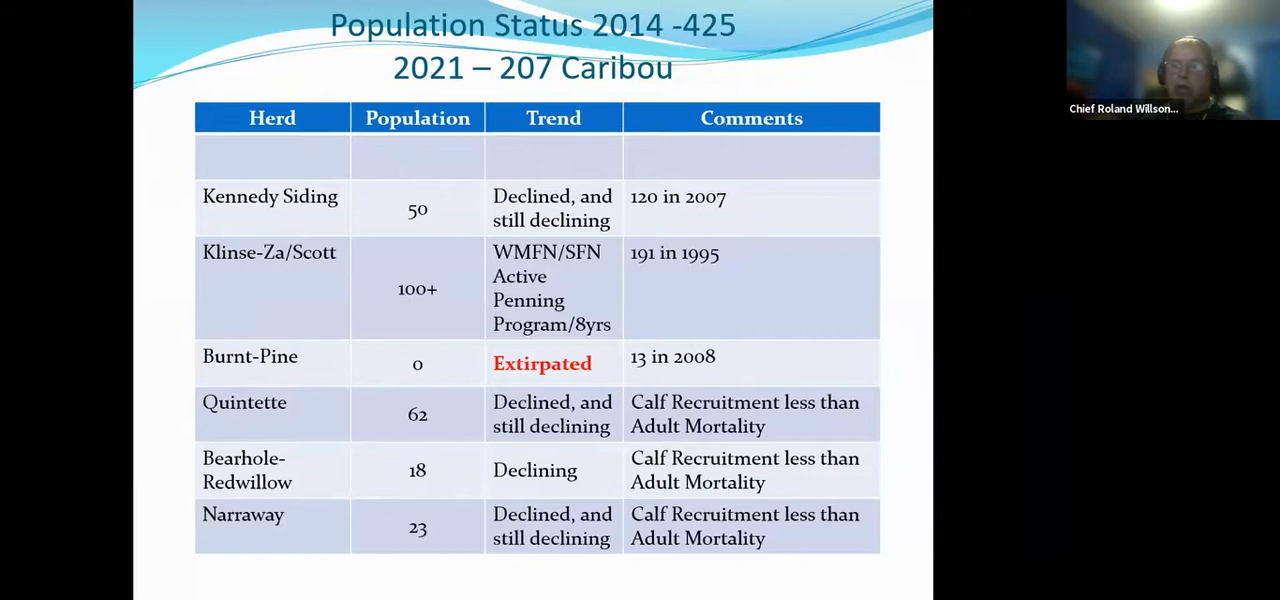 Population Status 2014 -425
2021 – 207 Caribou
Herd Population Trend Comments
Kennedy Siding
50
Declined, and
still declining
120 in 2007
Klinse-Za/Scott
100+
WMFN/SFN
Active
Penning
Program/8yrs
191 in 1995
Burnt-Pine
0
Extirpated
13 in 2008
Quintette
62
Declined, and
still declining
Calf Recruitment less than
Adult Mortality
Bearhole-
Redwillow
18
Declining
Calf Recruitment less than
Adult Mortality
Narraway
23
Declined, and
still declining
Calf Recruitment less than
Adult Mortality
Chief Roland Willson...